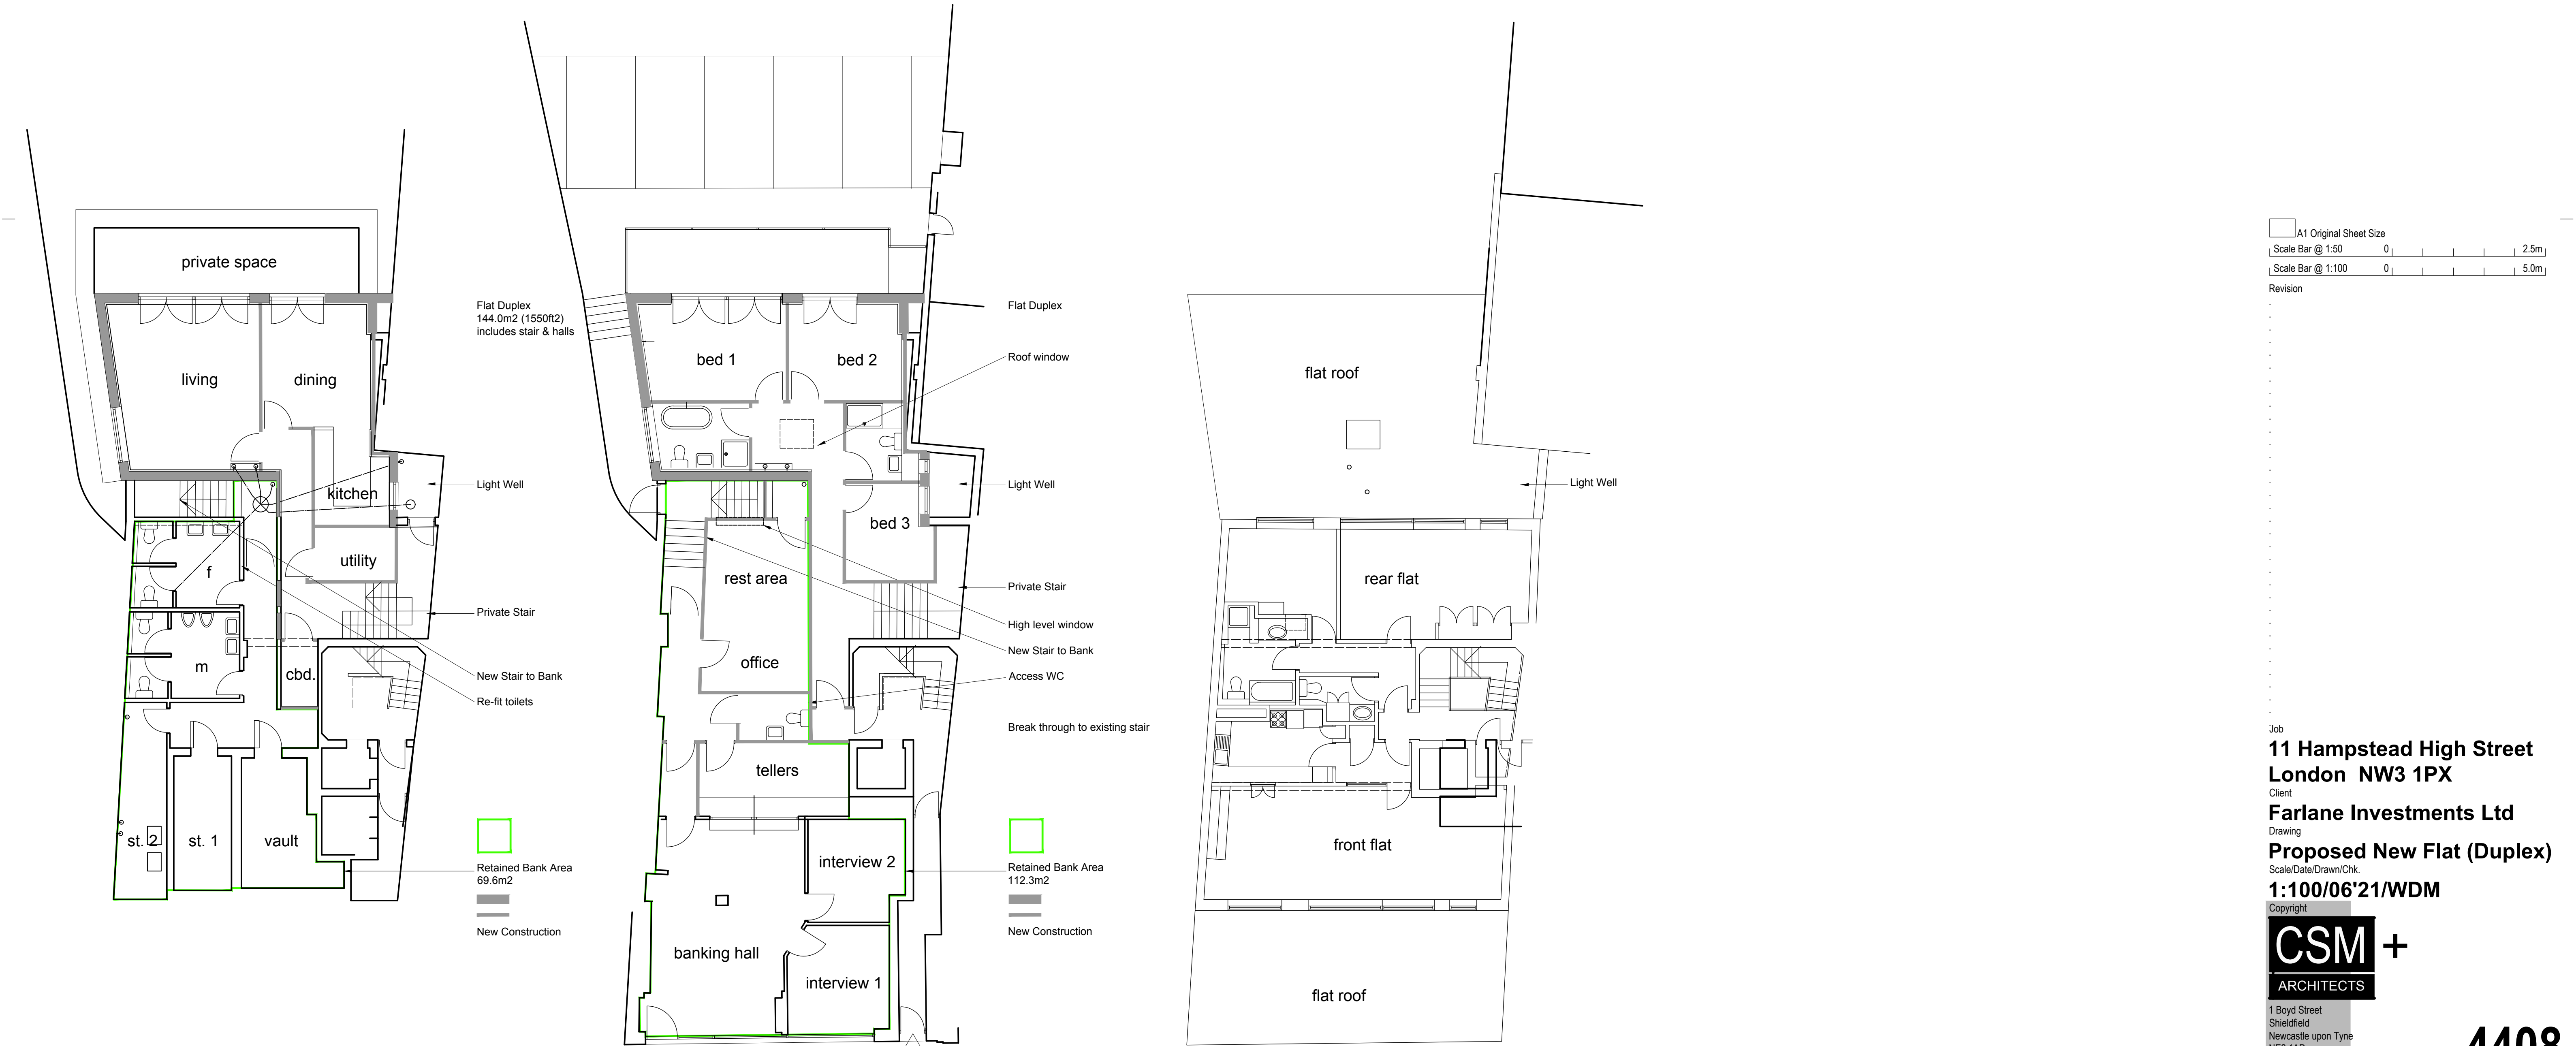 private space
living
dining
kitchen
utility
f
m
cbd.
st. 2
st. 1
vault
Flat Duplex
144.0m2 (1550ft2)
includes stair & halls
Light Well
Private Stair
New Stair to Bank
Re-fit toilets
Retained Bank Area
69.6m2
New Construction
bed 1
bed 2
bed 3
rest area
office
tellers
interview 2
banking hall
interview 1
Flat Duplex
Roof window
Light Well
Private Stair
High level window
New Stair to Bank
Access WC
Break through to existing stair
Retained Bank Area
112.3m2
New Construction
flat roof
Light Well
rear flat
front flat
flat roof
A1 Original Sheet Size
Scale Bar @ 1:50 0 2.5m
Scale Bar @ 1:100 0 5.0m
Revision
Job
11 Hampstead High Street
London NW3 1PX
Client
Farlane Investments Ltd
Drawing
Proposed New Flat (Duplex)
Scale/Date/Drawn/Chk.
1:100/06'21/WDM
Copyright
CSM +
ARCHITECTS
1 Boyd Street
Shieldfield
Newcastle upon Tyne
4408